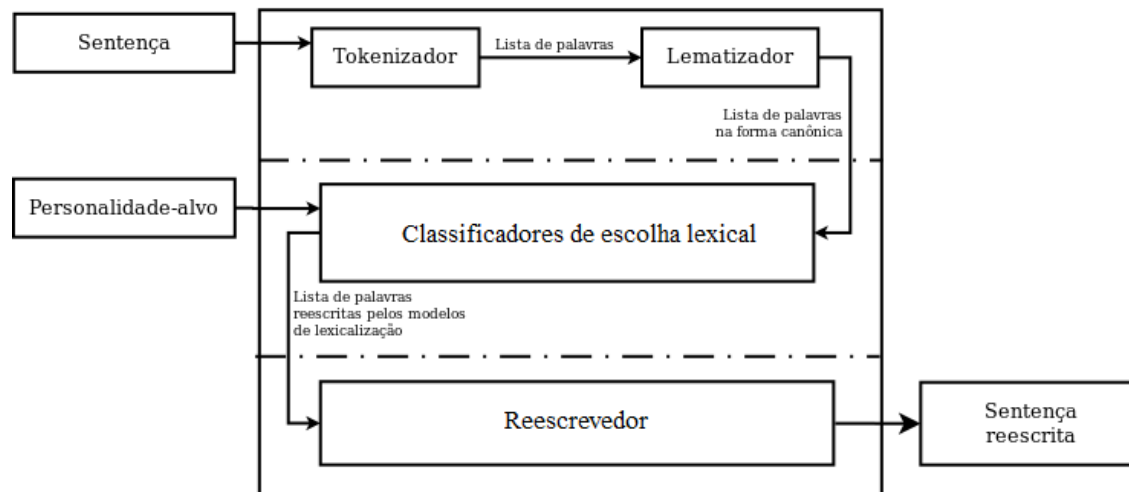 Sentença
Tokenizador
Lista de palavras
Lematizador
Lista de palavras
na forma canônica
Personalidade-alvo
Classificadores de escolha lexical
Lista de palavras
reescritas pelos modelos
de lexicalização
Reescrevedor
Sentença
reescrita